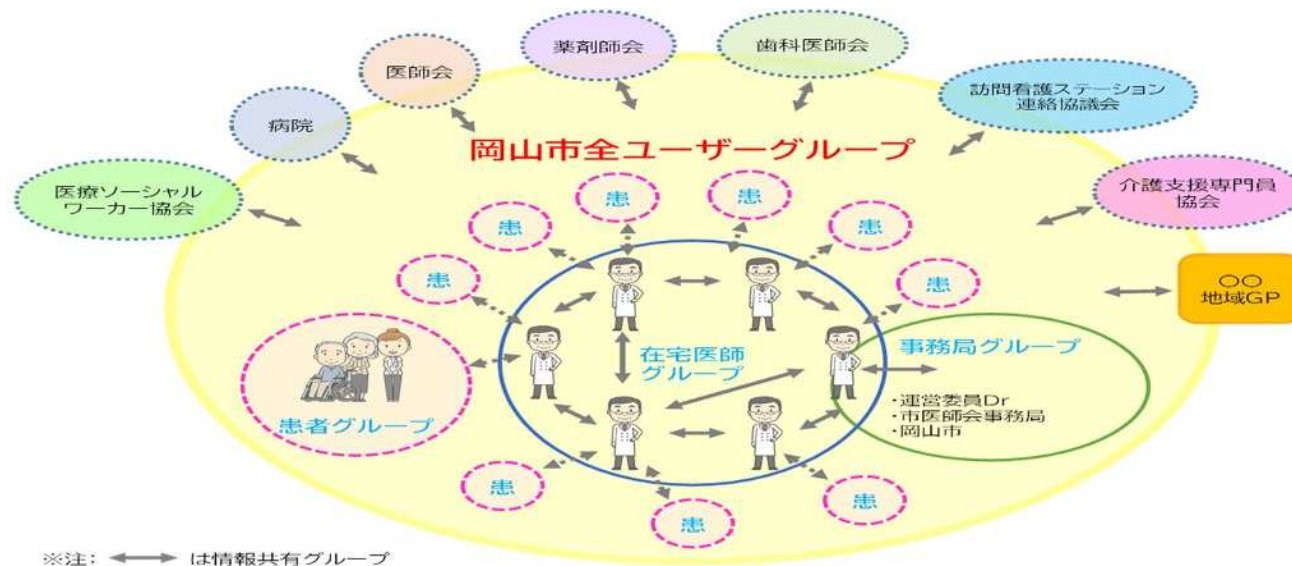 薬剤師会
歯科医師会
医師会
訪問看護ステーション
連絡協議会
病院
岡山市全ユーザーグループ
医療ソーシャル
ワーカー協会
介護支援専門員
協会
患
患
患
患
患
患
〇〇
地域GP
在宅医師
グループ
事務局グループ
・運営委員Dr
・市医師会事務局
・岡山市
患者グループ
患
患
患
※注： は情報共有グループ